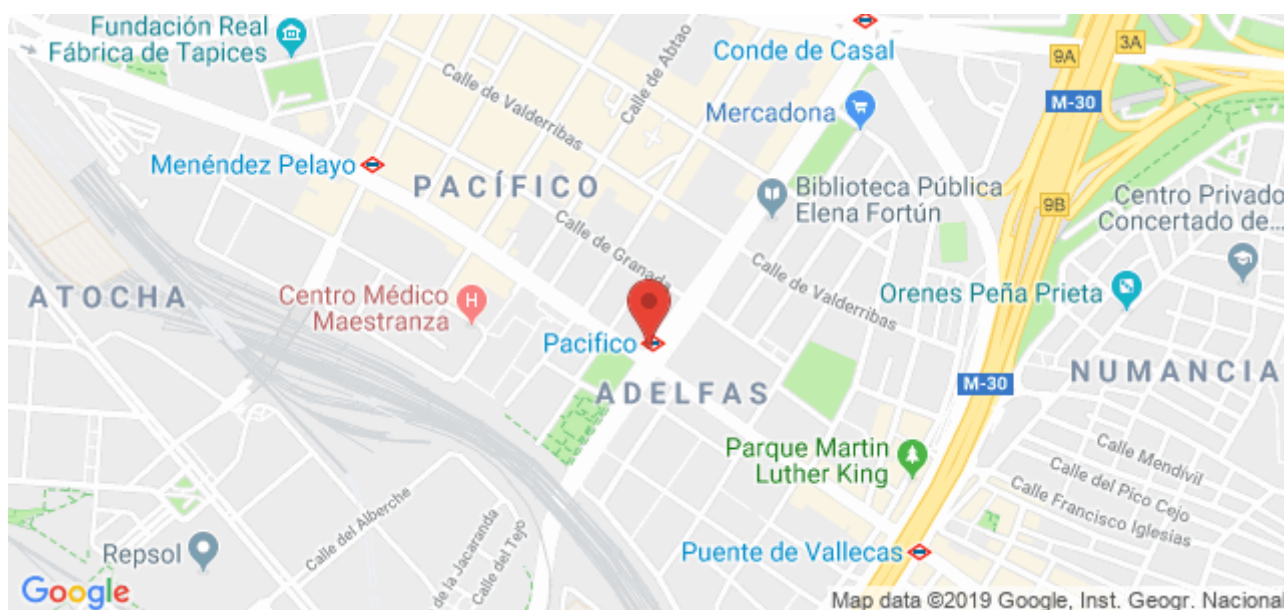 Fundación Real
Fábrica de Tapices
Calle de Abtao
Conde de Casal
9A
3A
Calle de Valderribas
Mercadona
M-30
Menéndez Pelayo
PACÍFICO
Biblioteca Pública
Elena Fortún
9B
Centro Privado
Concertado de...
Calle de Granada
Calle de Valderribas
ATOCHA
Centro Médico
Maestranza
H
Orenes Peña Prieta
Pacifico
ADELFAS
M-30
NUMANCIA
Parque Martin
Luther King
Calle Mendívil
Calle del Pico Cejo
Calle Francisco Iglesias
Calle del Alberche
de la Jacaranda
Calle del Tejo
Repsol
Puente de Vallecas
Google
Map data ©2019 Google, Inst. Geogr. Naciona